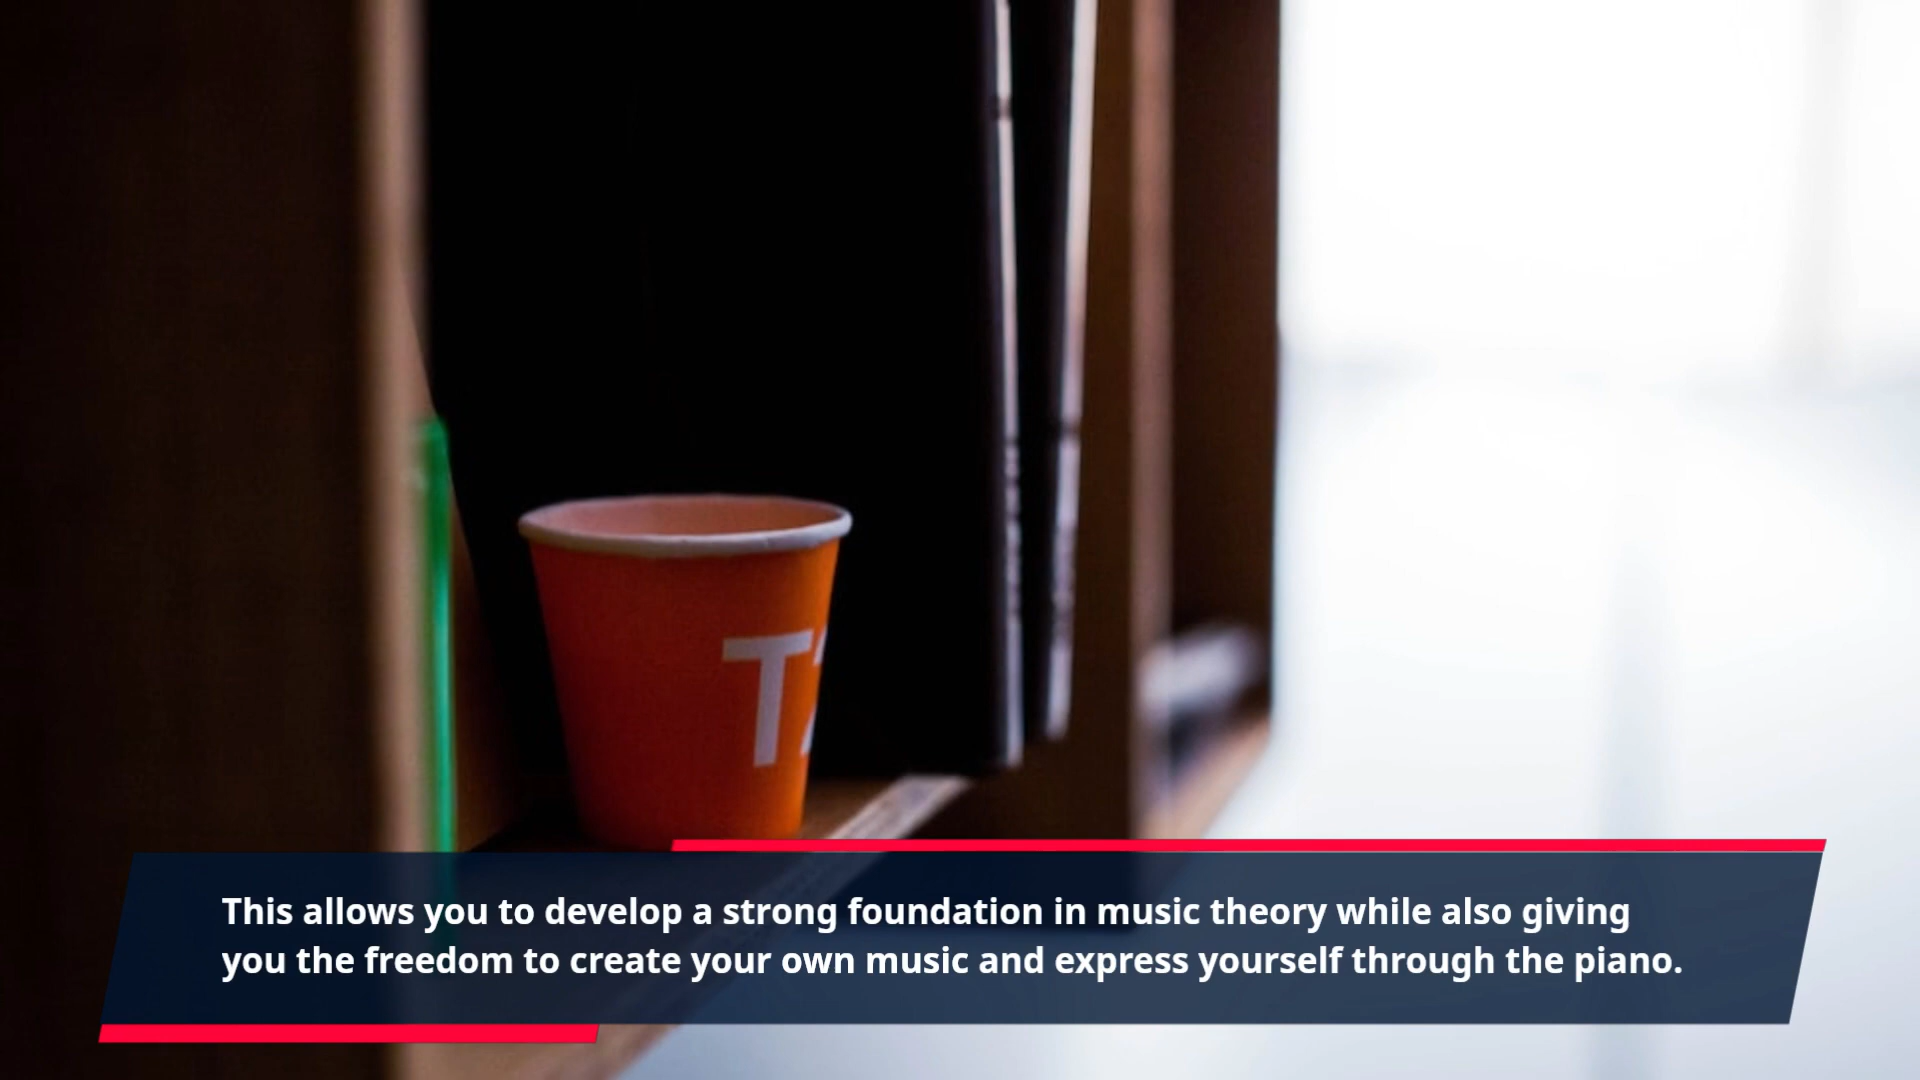 T
This allows you to develop a strong foundation in music theory while also giving
you the freedom to create your own music and express yourself through the piano.